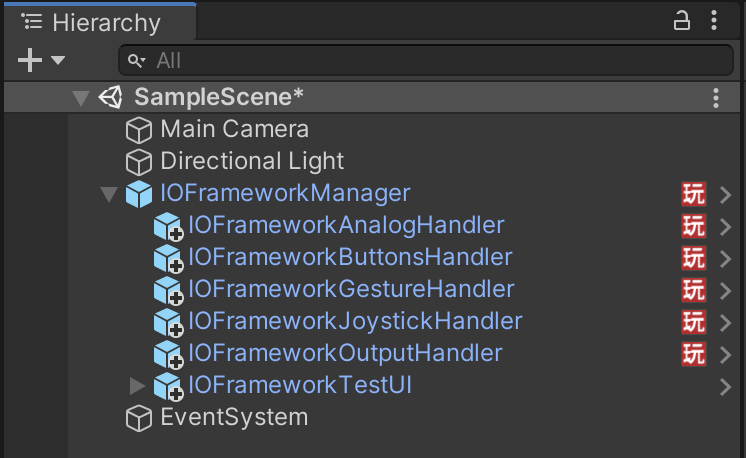 Hierarchy
All
SampleScene*
Main Camera
Directional Light
IOFrameworkManager 玩
IOFrameworkAnalogHandler 玩
IOFrameworkButtonsHandler 玩
IOFrameworkGestureHandler 玩
IOFrameworkJoystickHandler 玩
IOFrameworkOutputHandler 玩
IOFrameworkTestUI
EventSystem